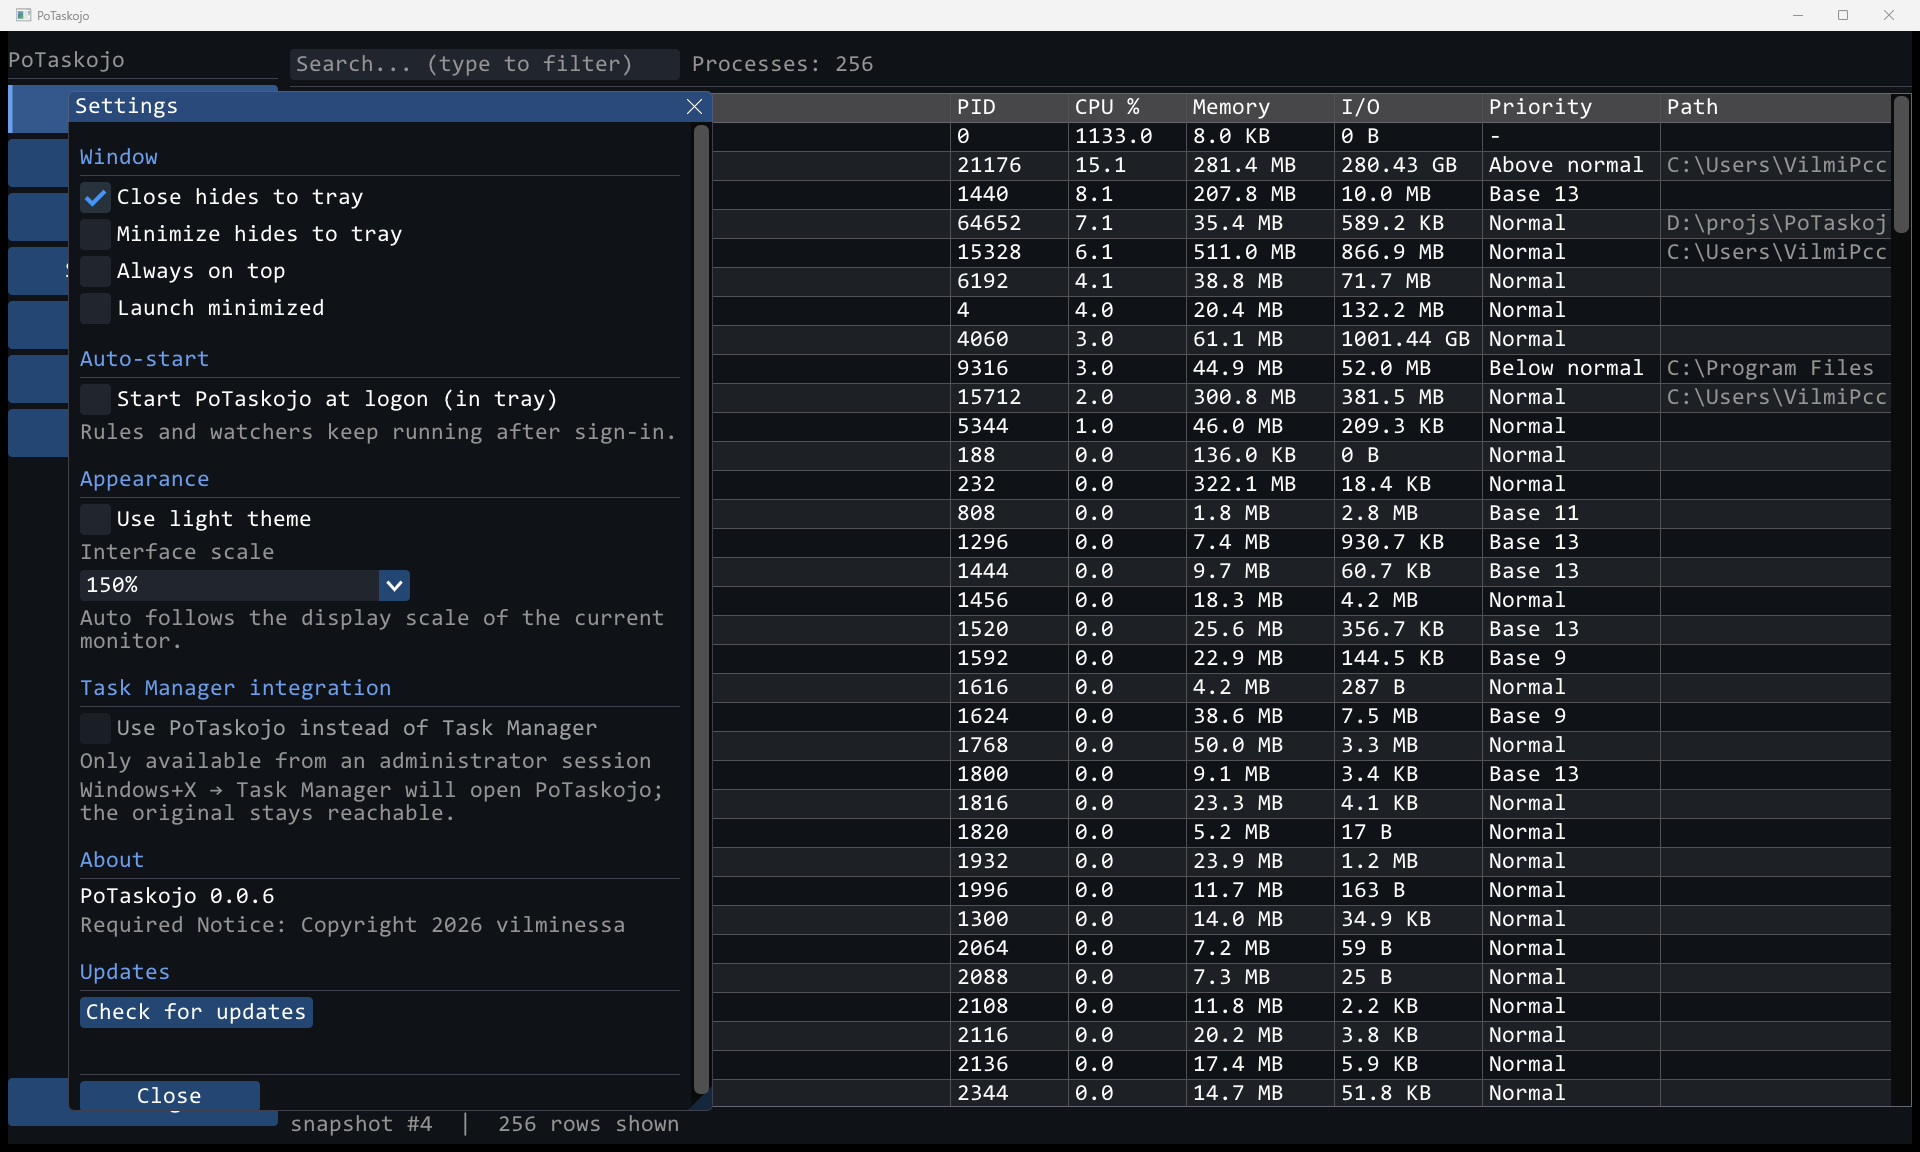 PoTaskojo
PoTaskojo
Search... (type to filter)
Processes: 256
Settings
Window
Close hides to tray
Minimize hides to tray
Always on top
Launch minimized
Auto-start
Start PoTaskojo at logon (in tray)
Rules and watchers keep running after sign-in.
Appearance
Use light theme
Interface scale
150%
Auto follows the display scale of the current
monitor.
Task Manager integration
Use PoTaskojo instead of Task Manager
Only available from an administrator session
Windows+X → Task Manager will open PoTaskojo;
the original stays reachable.
About
PoTaskojo 0.0.6
Required Notice: Copyright 2026 vilminessa
Updates
Check for updates
Close
PID CPU % Memory I/O Priority Path
0 1133.0 8.0 KB 0 B -
21176 15.1 281.4 MB 280.43 GB Above normal C:\Users\VilmiPcc
1440 8.1 207.8 MB 10.0 MB Base 13
64652 7.1 35.4 MB 589.2 KB Normal D:\projs\PoTaskoj
15328 6.1 511.0 MB 866.9 MB Normal C:\Users\VilmiPcc
6192 4.1 38.8 MB 71.7 MB Normal
4 4.0 20.4 MB 132.2 MB Normal
4060 3.0 61.1 MB 1001.44 GB Normal
9316 3.0 44.9 MB 52.0 MB Below normal C:\Program Files
15712 2.0 300.8 MB 381.5 MB Normal C:\Users\VilmiPcc
5344 1.0 46.0 MB 209.3 KB Normal
188 0.0 136.0 KB 0 B Normal
232 0.0 322.1 MB 18.4 KB Normal
808 0.0 1.8 MB 2.8 MB Base 11
1296 0.0 7.4 MB 930.7 KB Base 13
1444 0.0 9.7 MB 60.7 KB Base 13
1456 0.0 18.3 MB 4.2 MB Normal
1520 0.0 25.6 MB 356.7 KB Base 13
1592 0.0 22.9 MB 144.5 KB Base 9
1616 0.0 4.2 MB 287 B Normal
1624 0.0 38.6 MB 7.5 MB Base 9
1768 0.0 50.0 MB 3.3 MB Normal
1800 0.0 9.1 MB 3.4 KB Base 13
1816 0.0 23.3 MB 4.1 KB Normal
1820 0.0 5.2 MB 17 B Normal
1932 0.0 23.9 MB 1.2 MB Normal
1996 0.0 11.7 MB 163 B Normal
1300 0.0 14.0 MB 34.9 KB Normal
2064 0.0 7.2 MB 59 B Normal
2088 0.0 7.3 MB 25 B Normal
2108 0.0 11.8 MB 2.2 KB Normal
2116 0.0 20.2 MB 3.8 KB Normal
2136 0.0 17.4 MB 5.9 KB Normal
2344 0.0 14.7 MB 51.8 KB Normal
snapshot #4 | 256 rows shown